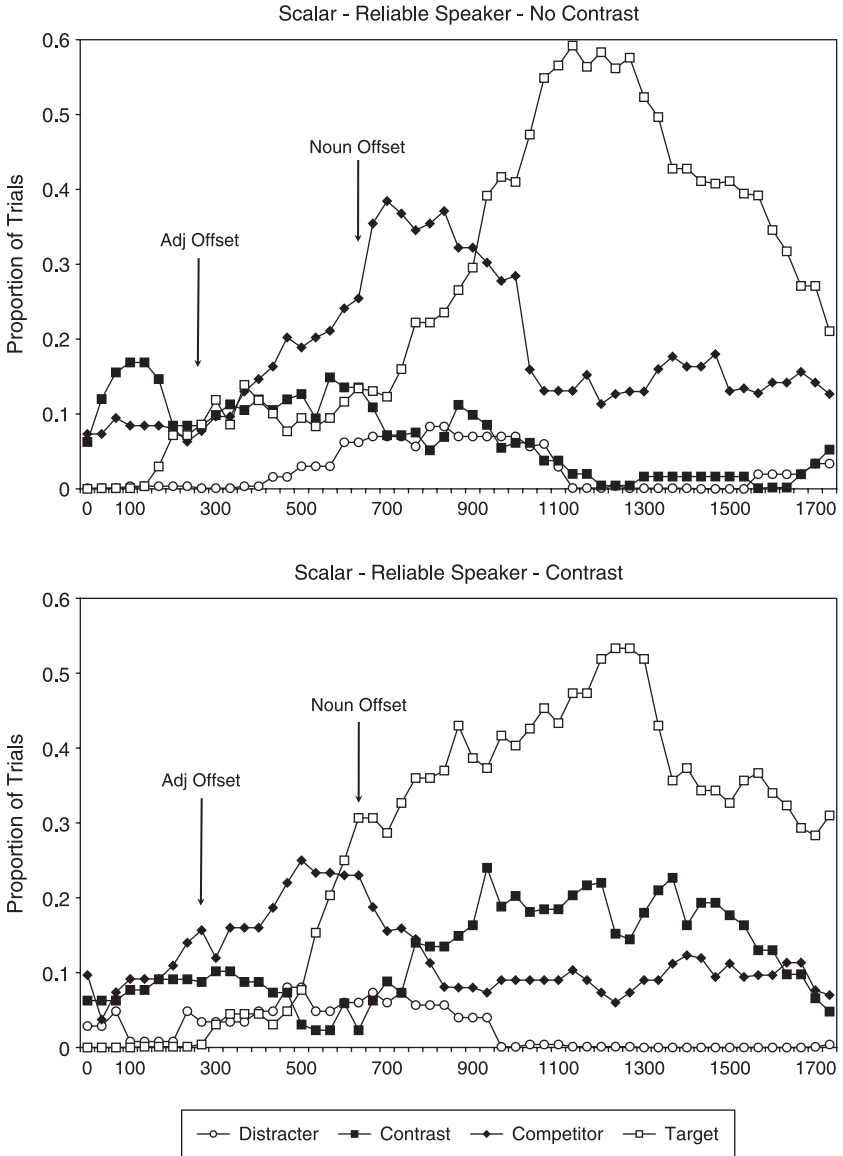 Scalar - Reliable Speaker - No Contrast
0.6
0.5
Noun Offset
0.4
Adj Offset
0.3
0.2
0.1
0
Proportion of Trials
0 100 300 500 700 900 1100 1300 1500 1700
Scalar - Reliable Speaker - Contrast
0.6
0.5
Noun Offset
0.4
Adj Offset
0.3
0.2
0.1
0
Proportion of Trials
0 100 300 500 700 900 1100 1300 1500 1700
Distracter Contrast Competitor Target